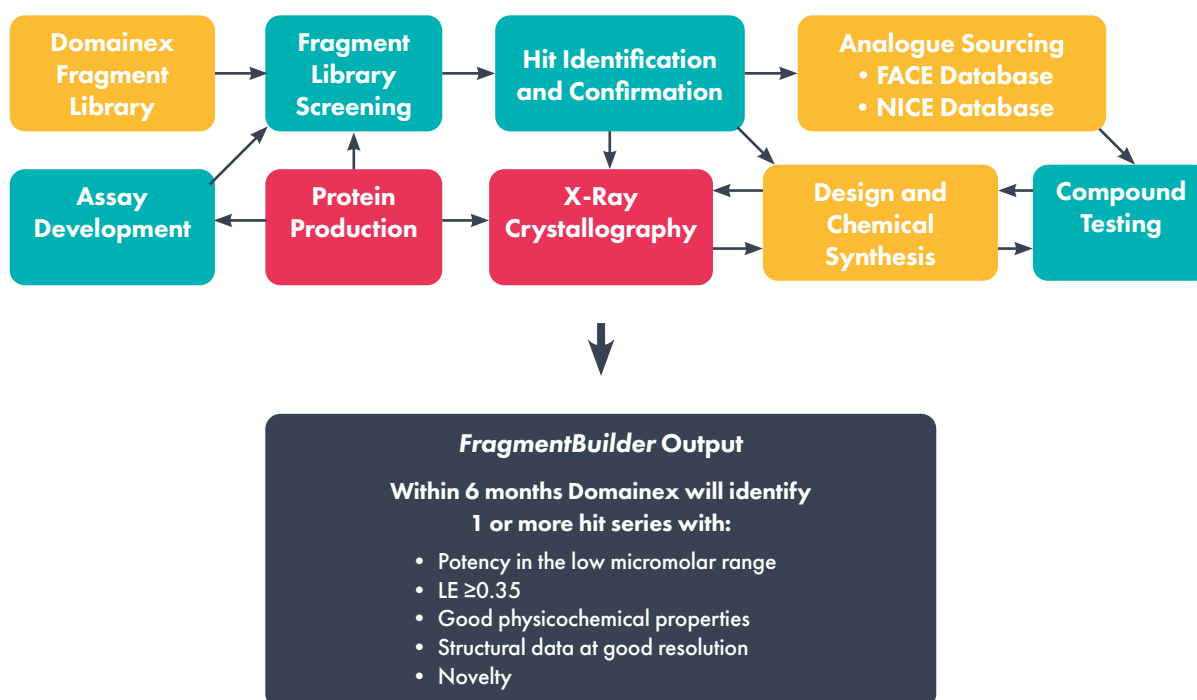 Domainex
Fragment
Library
Fragment
Library
Screening
Hit Identification
and Confirmation
Analogue Sourcing
• FACE Database
• NICE Database
Assay
Development
Protein
Production
X-Ray
Crystallography
Design and
Chemical
Synthesis
Compound
Testing
FragmentBuilder Output
Within 6 months Domainex will identify
1 or more hit series with:
• Potency in the low micromolar range
• LE ≥0.35
• Good physicochemical properties
• Structural data at good resolution
• Novelty